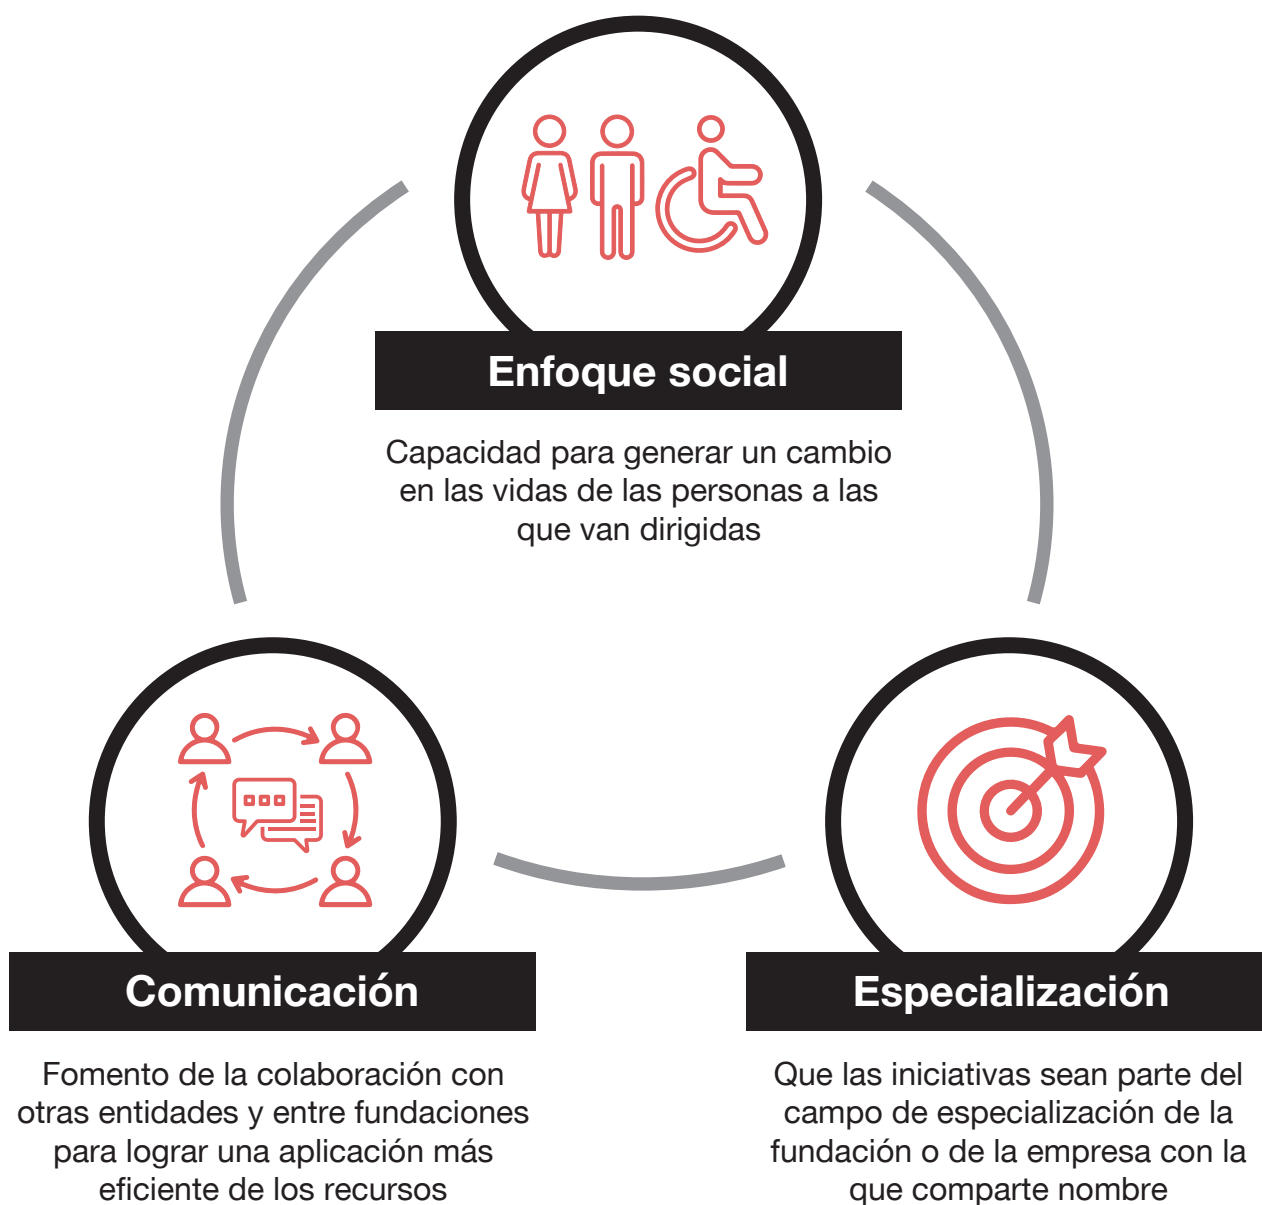 Enfoque social
Capacidad para generar un cambio
en las vidas de las personas a las
que van dirigidas
Comunicación
Fomento de la colaboración con
otras entidades y entre fundaciones
para lograr una aplicación más
eficiente de los recursos
Especialización
Que las iniciativas sean parte del
campo de especialización de la
fundación o de la empresa con la
que comparte nombre